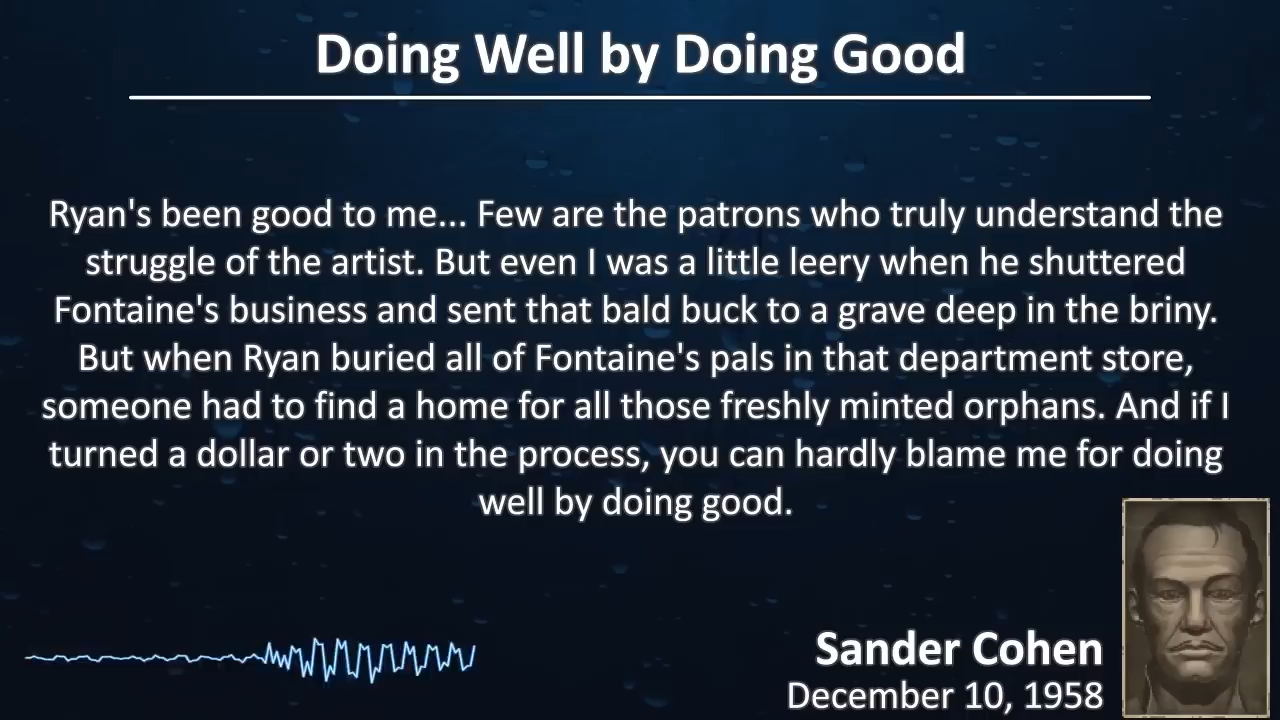 Doing Well by Doing Good
Ryan's been good to me... Few are the patrons who truly understand the
struggle of the artist. But even I was a little leery when he shuttered
Fontaine's business and sent that bald buck to a grave deep in the briny.
But when Ryan buried all of Fontaine's pals in that department store,
someone had to find a home for all those freshly minted orphans. And if I
turned a dollar or two in the process, you can hardly blame me for doing
well by doing good.
Sander Cohen
December 10, 1958